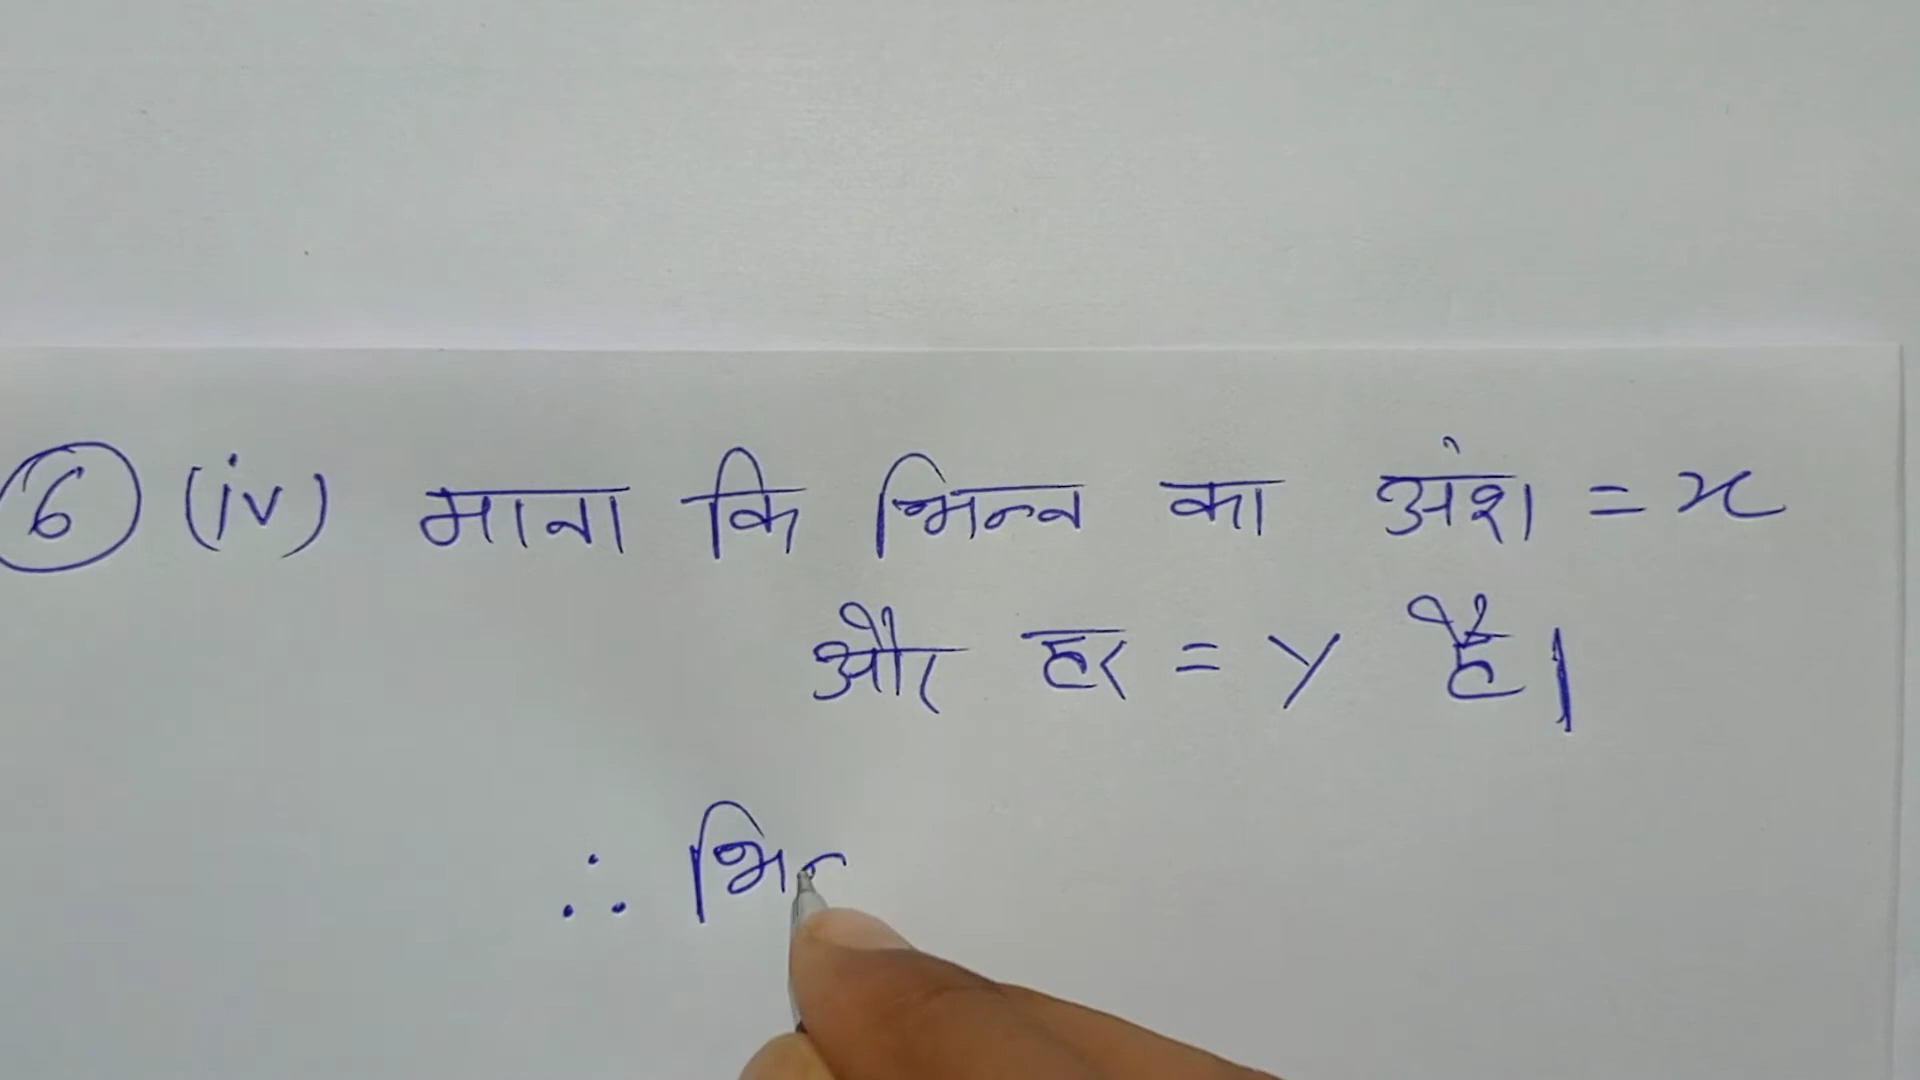 6 (iv) माना कि भिन्न का अंश = x
और हर = y है।
∴